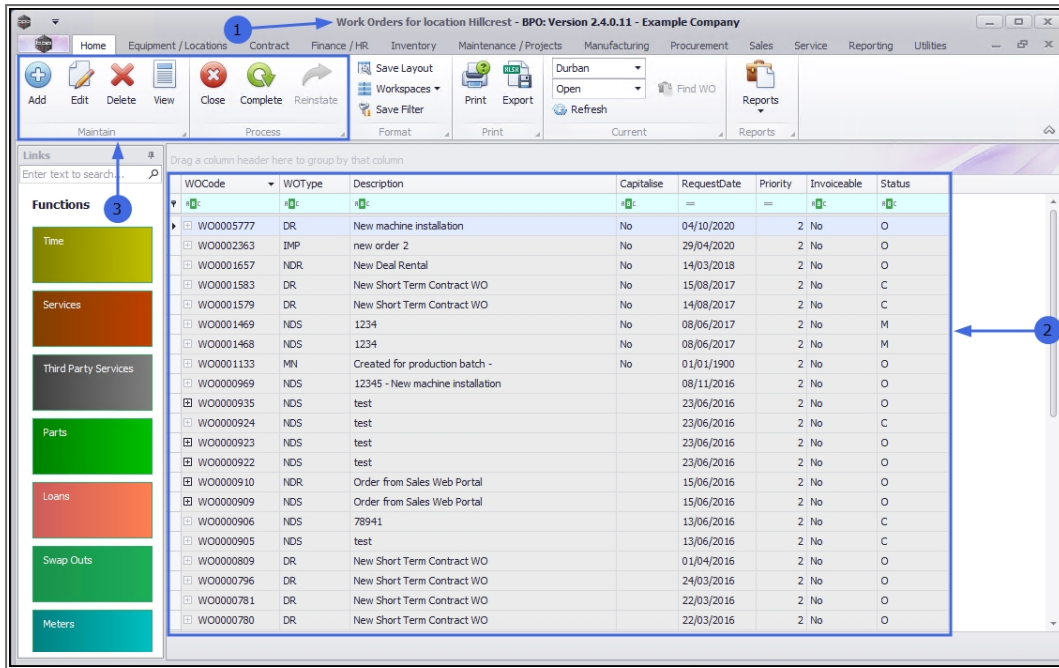 1
Work Orders for location Hillcrest - BPO: Version 2.4.0.11 - Example Company
Home Equipment / Locations Contract Finance / HR Inventory Maintenance / Projects Manufacturing Procurement Sales Service Reporting Utilities
Add Edit Delete View Close Complete Reinstate Save Layout Workspaces Save Filter Print Export Durban Open Refresh Find WO Reports
Maintain Process Format Print Current Reports
Links
Enter text to search...
Drag a column header here to group by that column
Functions
3
Time
Services
Third Party Services
Parts
Loans
Swap Outs
Meters
WOCode WOType Description Capitalise RequestDate Priority Invoiceable Status
WO0005777 DR New machine installation No 04/10/2020 2 No O
WO0002363 IMP new order 2 No 29/04/2020 2 No O
WO0001657 NDR New Deal Rental No 14/03/2018 2 No O
WO0001583 DR New Short Term Contract WO No 15/08/2017 2 No C
WO0001579 DR New Short Term Contract WO No 14/08/2017 2 No C
WO0001469 NDS 1234 No 08/06/2017 2 No M
WO0001468 NDS 1234 No 08/06/2017 2 No M
WO0001133 MN Created for production batch - No 01/01/1900 2 No O
WO0000969 NDS 12345 - New machine installation 08/11/2016 2 No O
WO0000935 NDS test 23/06/2016 2 No O
WO0000924 NDS test 23/06/2016 2 No C
WO0000923 NDS test 23/06/2016 2 No O
WO0000922 NDS test 23/06/2016 2 No O
WO0000910 NDR Order from Sales Web Portal 15/06/2016 2 No O
WO0000909 NDS Order from Sales Web Portal 15/06/2016 2 No O
WO0000906 NDS 78941 13/06/2016 2 No C
WO0000905 NDS test 13/06/2016 2 No C
WO0000809 DR New Short Term Contract WO 01/04/2016 2 No O
WO0000796 DR New Short Term Contract WO 24/03/2016 2 No O
WO0000781 DR New Short Term Contract WO 22/03/2016 2 No O
WO0000780 DR New Short Term Contract WO 22/03/2016 2 No O
2